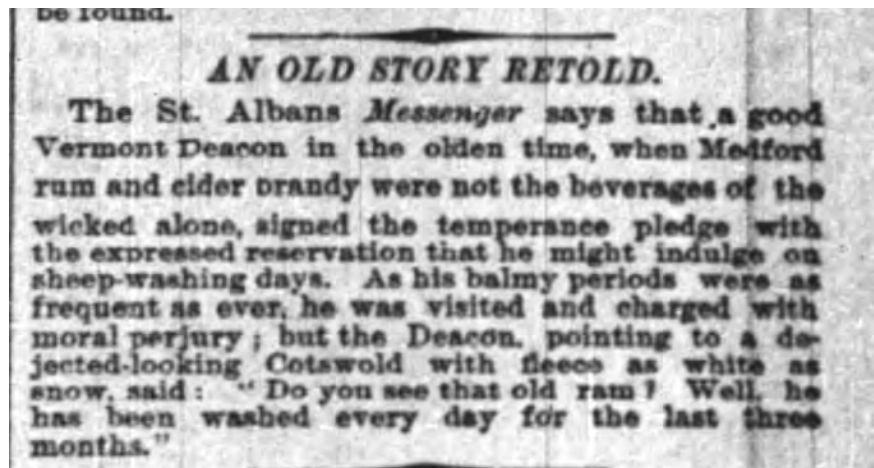 be found.
AN OLD STORY RETOLD.
The St. Albans Messenger says that a good
Vermont Deacon in the olden time, when Medford
rum and cider brandy were not the beverages of the
wicked alone, signed the temperance pledge with
the expressed reservation that he might indulge on
sheep-washing days. As his balmy periods were as
frequent as ever, he was visited and charged with
moral perjury; but the Deacon, pointing to a de-
jected-looking Cotswold with fleece as white as
snow, said: "Do you see that old ram? Well, he
has been washed every day for the last three
months."